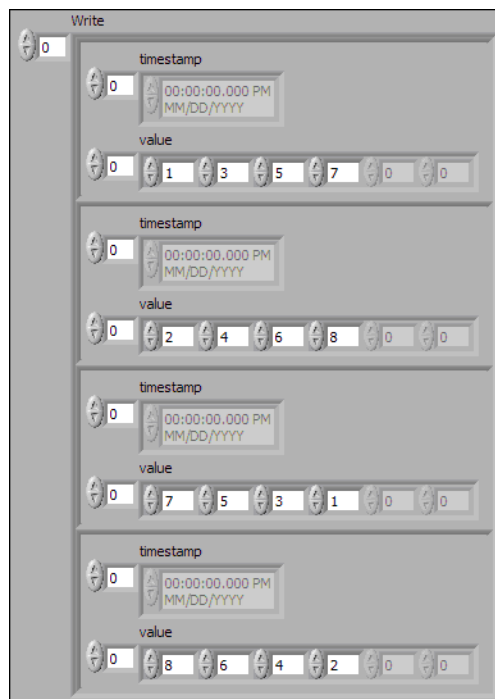 Write
0
timestamp
0 00:00:00.000 PM
MM/DD/YYYY
value
0 1 3 5 7 0 0
timestamp
0 00:00:00.000 PM
MM/DD/YYYY
value
0 2 4 6 8 0 0
timestamp
0 00:00:00.000 PM
MM/DD/YYYY
value
0 7 5 3 1 0 0
timestamp
0 00:00:00.000 PM
MM/DD/YYYY
value
0 8 6 4 2 0 0